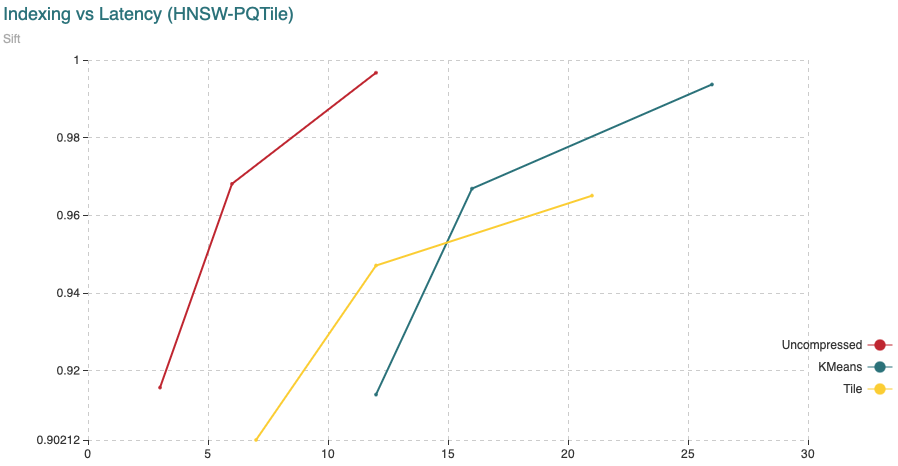 Indexing vs Latency (HNSW-PQTile)
Sift
1
0.98
0.96
0.94
0.92
0.90212
0 5 10 15 20 25 30
Uncompressed
KMeans
Tile